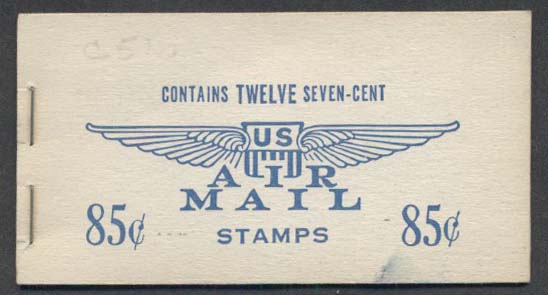 CONTAINS TWELVE SEVEN-CENT
US
AIR
MAIL
85¢ STAMPS 85¢